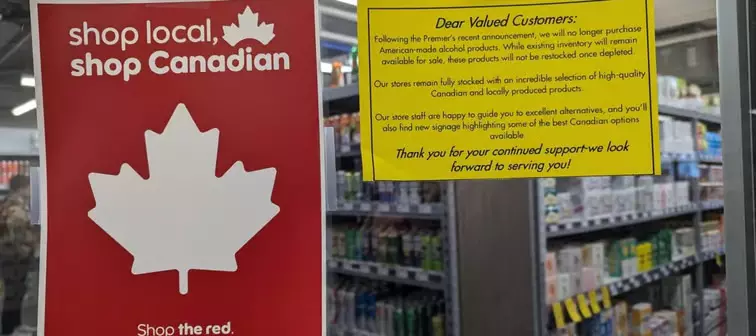 shop local,
shop Canadian
Shop the red.
Dear Valued Customers:
Following the Premier's recent announcement, we will no longer purchase
American-made alcohol products. While existing inventory will remain
available for sale, these products will not be restocked once depleted.
Our stores remain fully stocked with an incredible selection of high-quality
Canadian and locally produced products.
Our store staff are happy to guide you to excellent alternatives, and you'll
also find new signage highlighting some of the best Canadian options
available.
Thank you for your continued support-we look
forward to serving you!